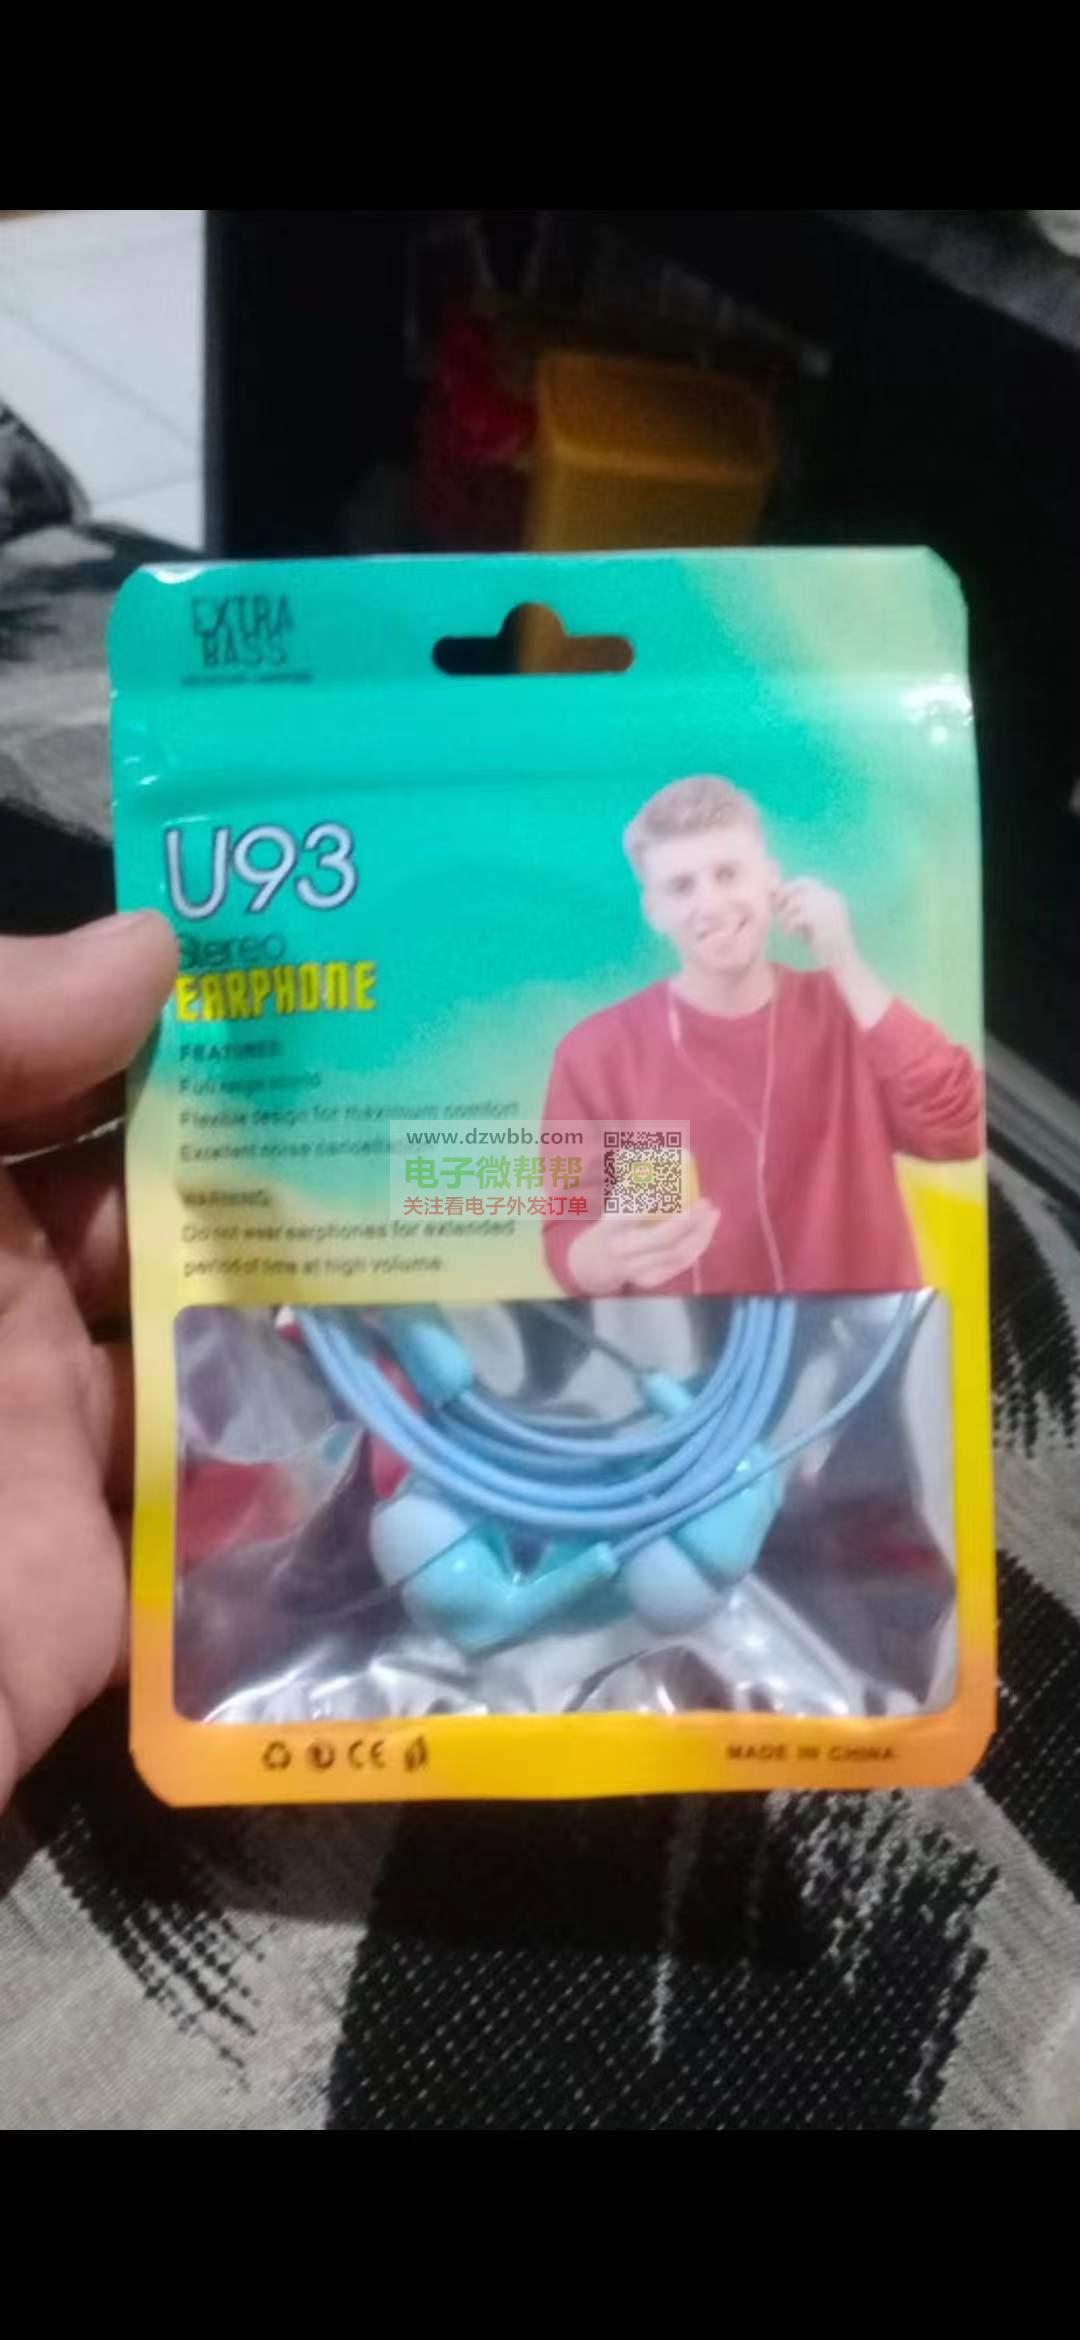 EXTRA
BASS
U93
Stereo
EARPHONE
FEATURES:
Full range sound
Flexible design for maximum comfort
Excellent noise
www.dzwbb.com
电子微帮帮
关注看电子外发订单
WARNING:
Do not wear earphones for extended
period of time at high volume.
CE
MADE IN CHINA